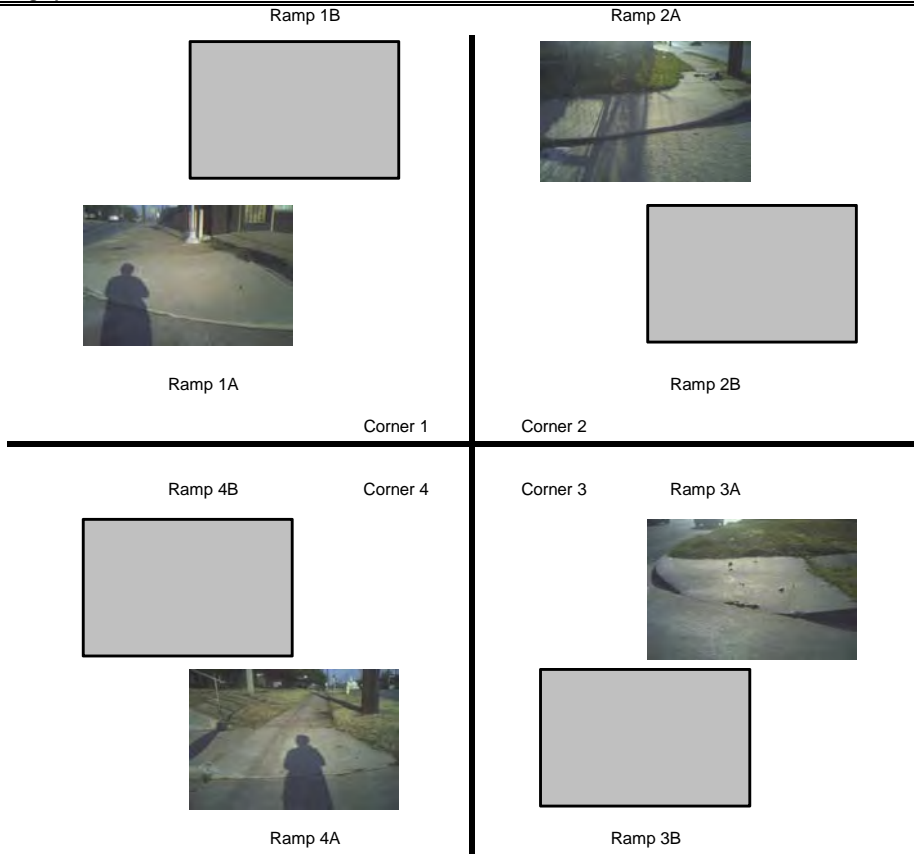 Ramp 1B
Ramp 2A
Ramp 1A
Ramp 2B
Corner 1
Corner 2
Ramp 4B
Corner 4
Corner 3
Ramp 3A
Ramp 4A
Ramp 3B